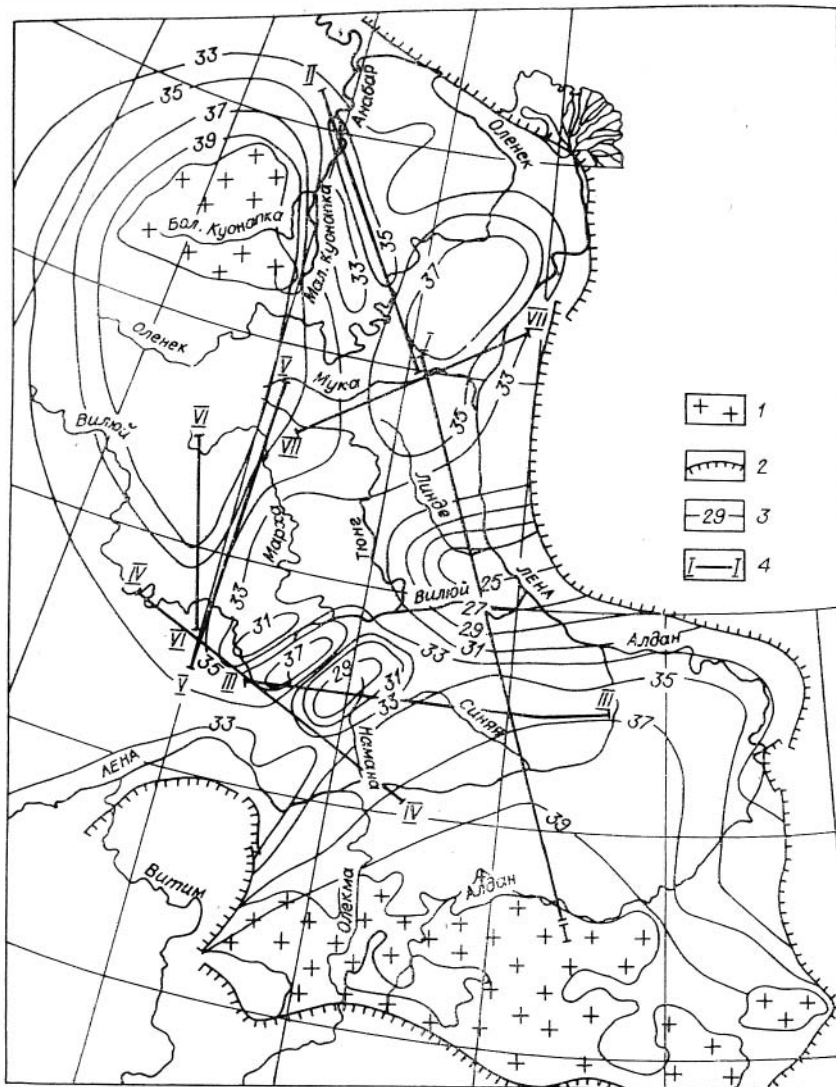 33
35
37
39
II
Анабар
Оленек
Бол. Куонапка
Мал. Куонапка
35
33
37
Оленек
I
VII
V
Мука
33
35
Вилюй
VI
VII
1
2
29
3
I
I
4
Линде
Тюнг
Марха
IV
33
31
Вилюй
25
ЛЕНА
27
29
31
33
Алдан
VI
35
V
37
III
29
31
33
35
III
37
Синяя
33
ЛЕНА
Намана
IV
39
Витим
Олекма
Алдан
I